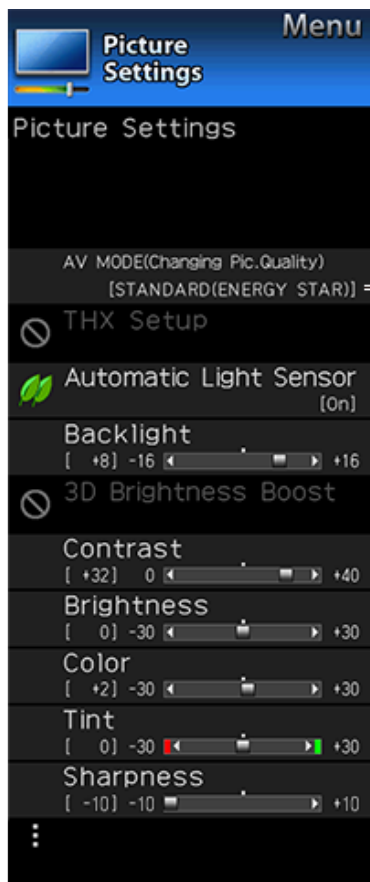 Menu
Picture
Settings
Picture Settings
AV MODE(Changing Pic.Quality)
[STANDARD(ENERGY STAR)]
THX Setup
Automatic Light Sensor
[On]
Backlight
[ +8] -16 +16
3D Brightness Boost
Contrast
[ +32] 0 +40
Brightness
[ 0] -30 +30
Color
[ +2] -30 +30
Tint
[ 0] -30 +30
Sharpness
[ -10] -10 +10